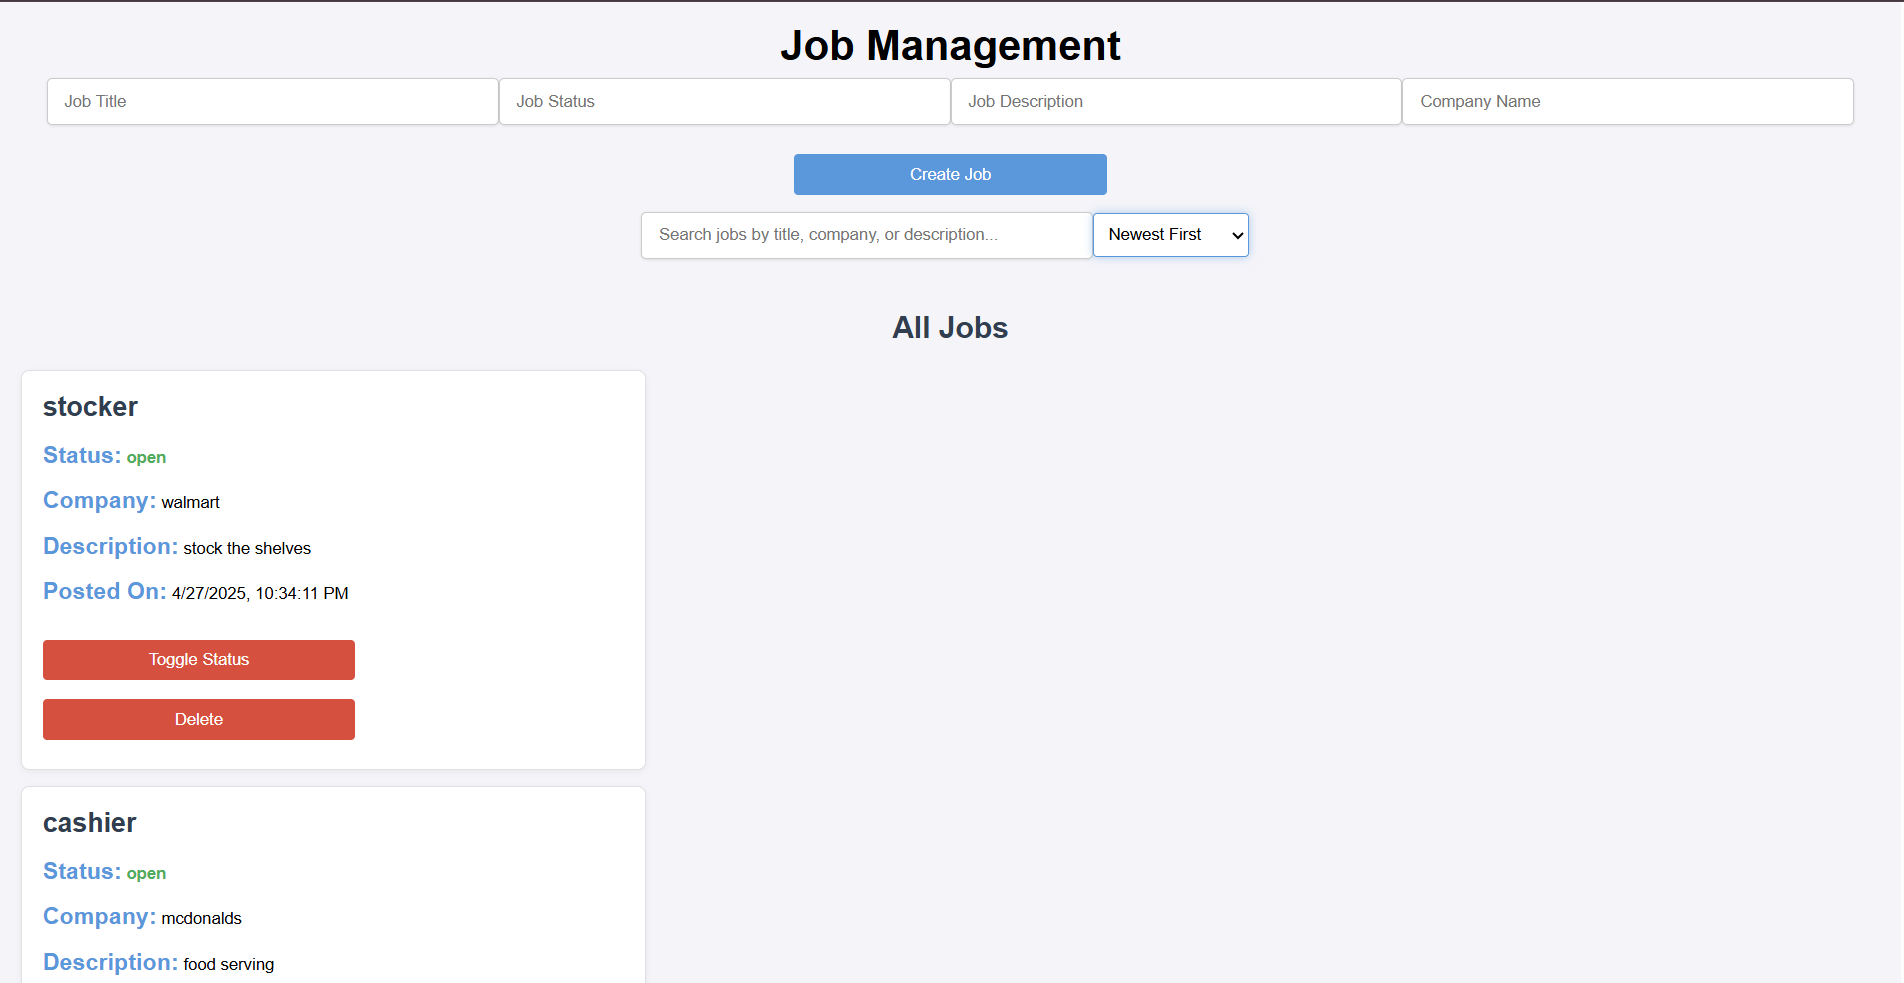 Job Management
Job Title Job Status Job Description Company Name
Create Job
Search jobs by title, company, or description... Newest First
All Jobs
stocker
Status: open
Company: walmart
Description: stock the shelves
Posted On: 4/27/2025, 10:34:11 PM
Toggle Status
Delete
cashier
Status: open
Company: mcdonalds
Description: food serving